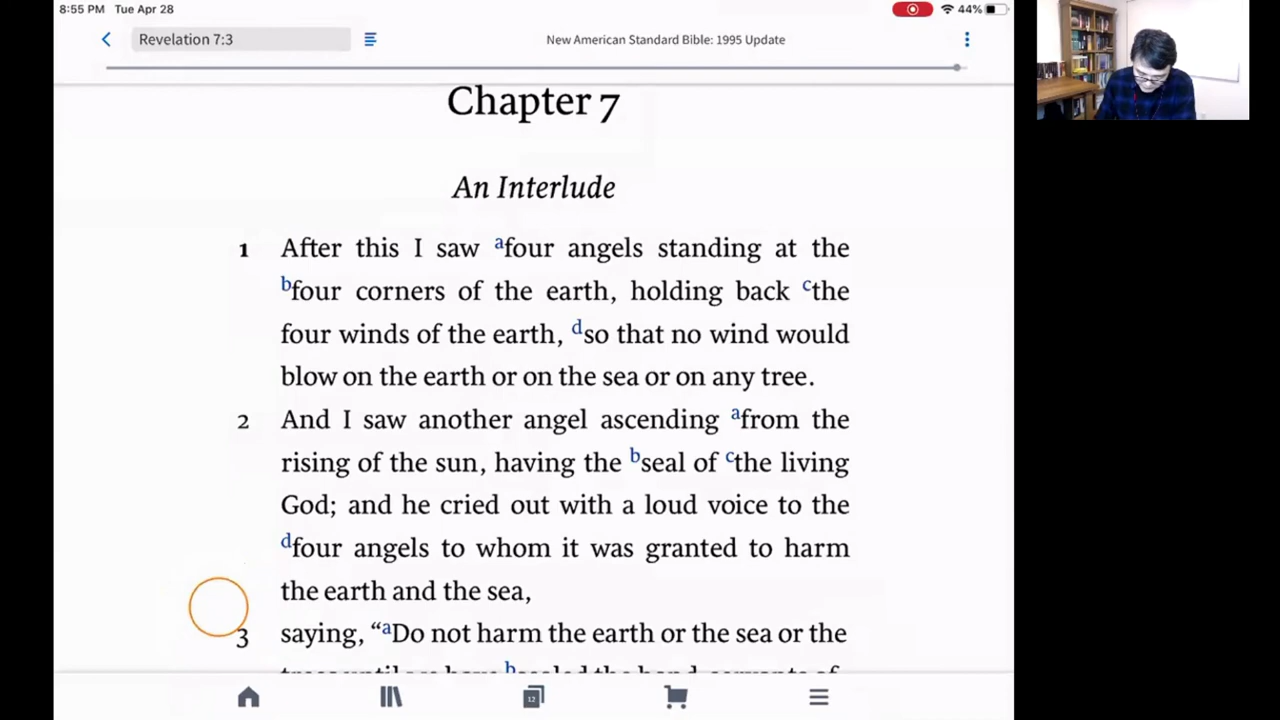 8:55 PM Tue Apr 28
44%
Revelation 7:3
New American Standard Bible: 1995 Update
Chapter 7
An Interlude
1 After this I saw afour angels standing at the
bfour corners of the earth, holding back cthe
four winds of the earth, dso that no wind would
blow on the earth or on the sea or on any tree.
2 And I saw another angel ascending afrom the
rising of the sun, having the bseal of cthe living
God; and he cried out with a loud voice to the
dfour angels to whom it was granted to harm
the earth and the sea,
3 saying, “aDo not harm the earth or the sea or the
12